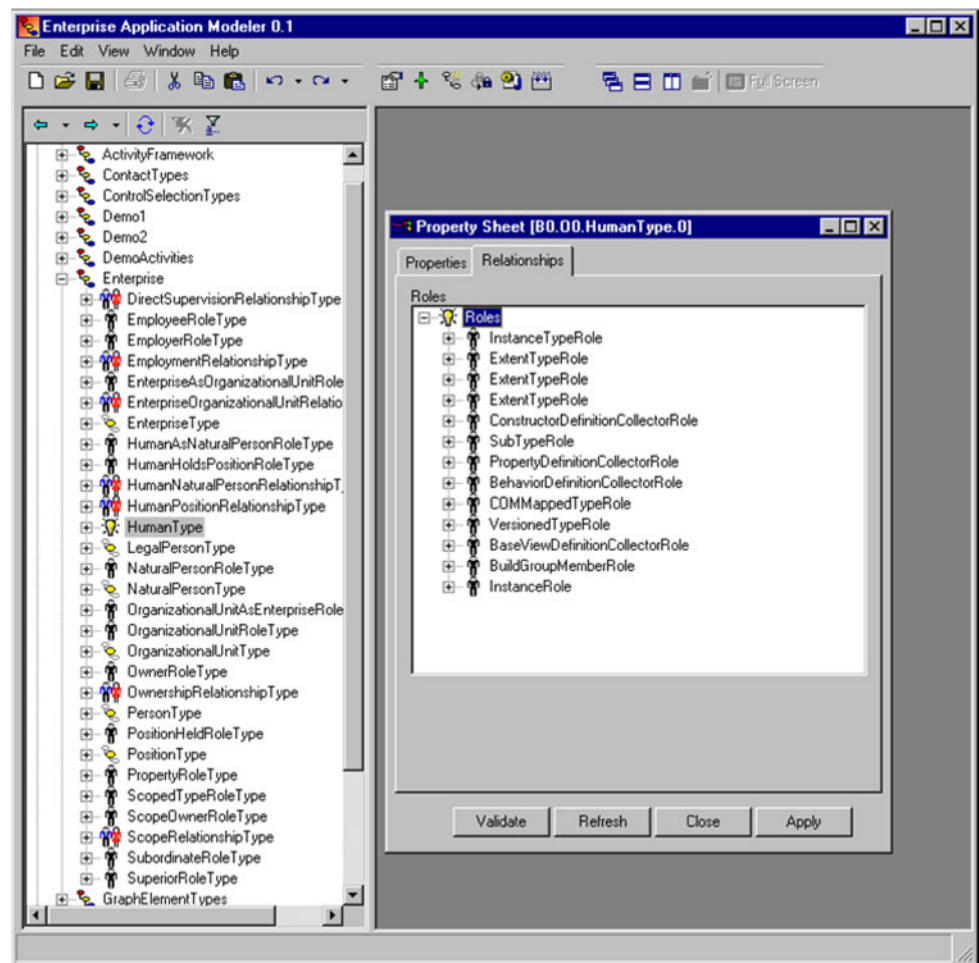 Enterprise Application Modeler 0.1
File Edit View Window Help
Full Screen
ActivityFramework
ContactTypes
ControlSelectionTypes
Demo1
Demo2
DemoActivities
Enterprise
DirectSupervisionRelationshipType
EmployeeRoleType
EmployerRoleType
EmploymentRelationshipType
EnterpriseAsOrganizationalUnitRole
EnterpriseOrganizationalUnitRelatio
EnterpriseType
HumanAsNaturalPersonRoleType
HumanHoldsPositionRoleType
HumanNaturalPersonRelationshipT
HumanPositionRelationshipType
HumanType
LegalPersonType
NaturalPersonRoleType
NaturalPersonType
OrganizationalUnitAsEnterpriseRole
OrganizationalUnitRoleType
OrganizationalUnitType
OwnerRoleType
OwnershipRelationshipType
PersonType
PositionHeldRoleType
PositionType
PropertyRoleType
ScopedTypeRoleType
ScopeOwnerRoleType
ScopeRelationshipType
SubordinateRoleType
SuperiorRoleType
GraphElementTypes
Property Sheet [B0.O0.HumanType.0]
Properties Relationships
Roles
Roles
InstanceTypeRole
ExtentTypeRole
ExtentTypeRole
ExtentTypeRole
ConstructorDefinitionCollectorRole
SubTypeRole
PropertyDefinitionCollectorRole
BehaviorDefinitionCollectorRole
COMMappedTypeRole
VersionedTypeRole
BaseViewDefinitionCollectorRole
BuildGroupMemberRole
InstanceRole
Validate Refresh Close Apply